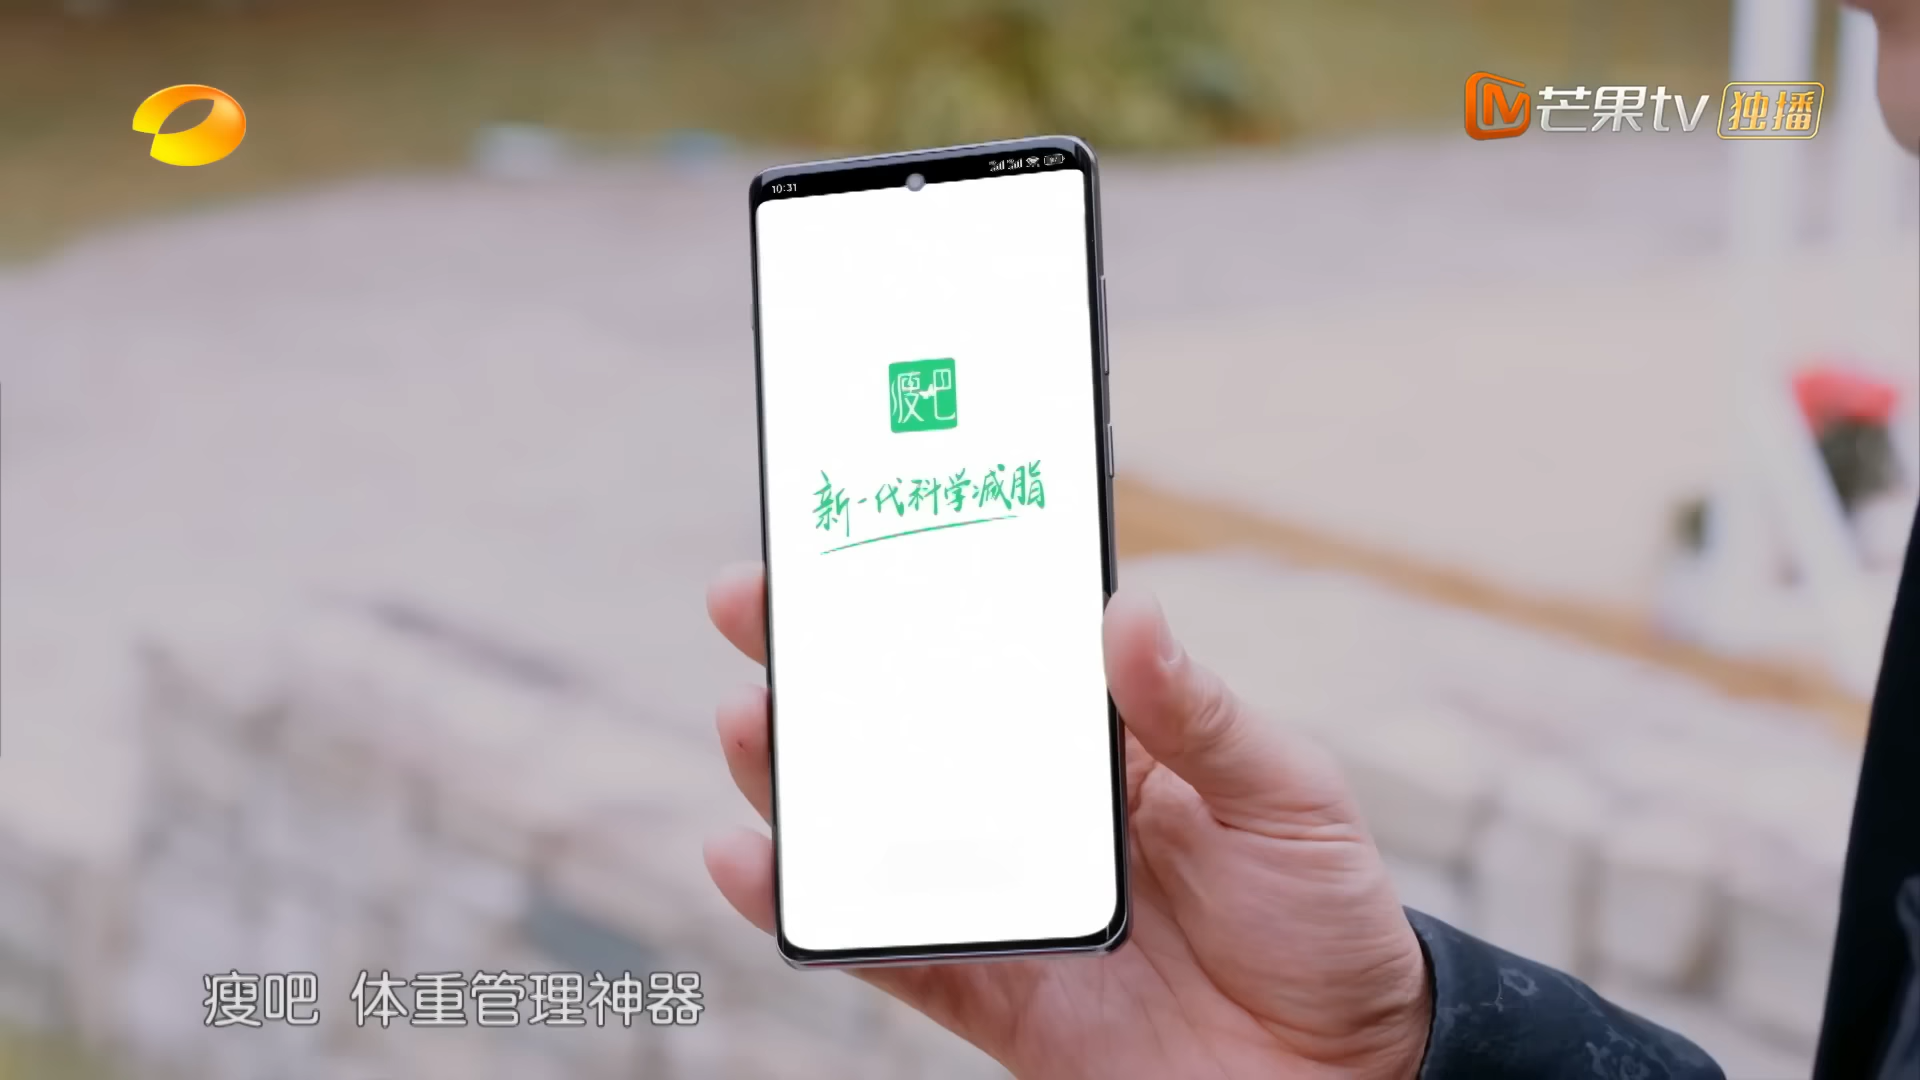 芒果tv 独播
10:31
瘦吧
新一代科学减脂
瘦吧 体重管理神器